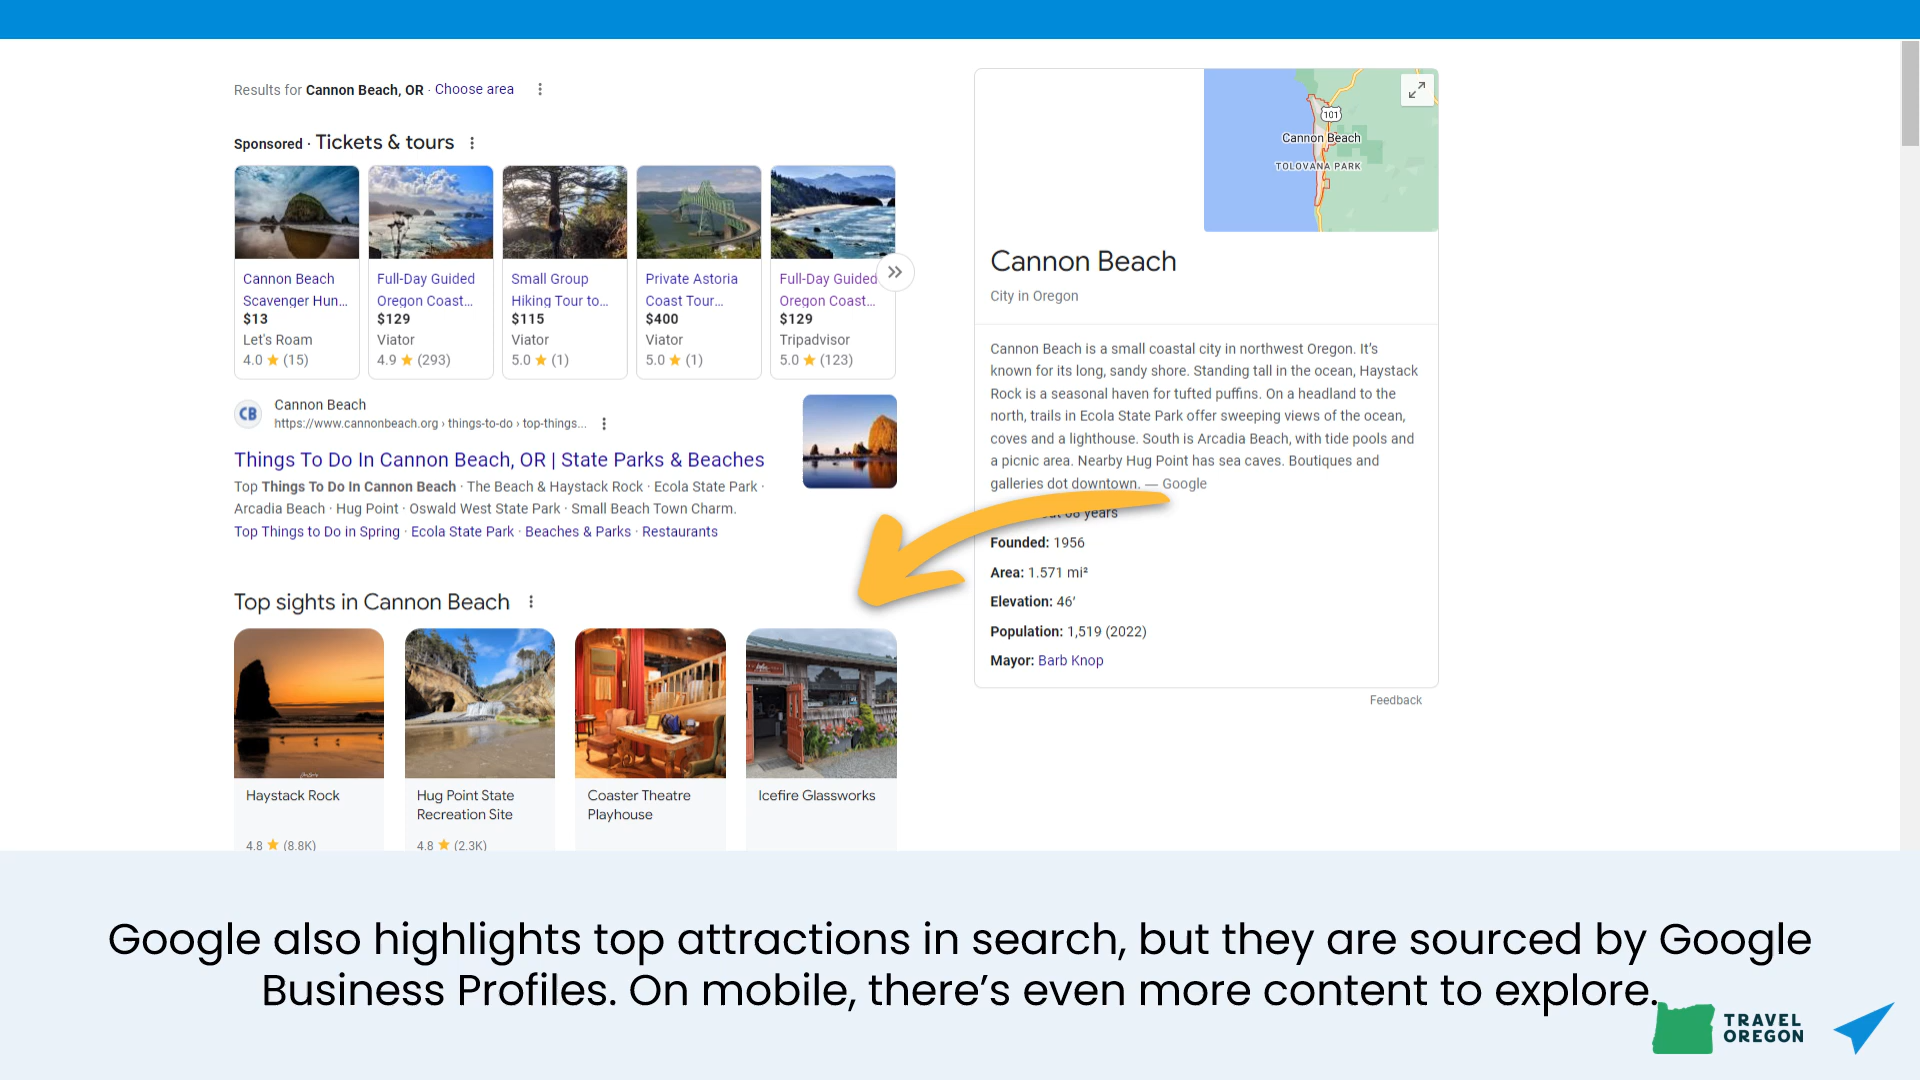 Results for Cannon Beach, OR · Choose area
Sponsored · Tickets & tours
Cannon Beach
Scavenger Hun...
$13
Let's Roam
4.0 (15)
Full-Day Guided
Oregon Coast...
$129
Viator
4.9 (293)
Small Group
Hiking Tour to...
$115
Viator
5.0 (1)
Private Astoria
Coast Tour...
$400
Viator
5.0 (1)
Full-Day Guided
Oregon Coast...
$129
Tripadvisor
5.0 (123)
CB
Cannon Beach
https://www.cannonbeach.org › things-to-do › top-things...
Things To Do In Cannon Beach, OR | State Parks & Beaches
Top Things To Do In Cannon Beach · The Beach & Haystack Rock · Ecola State Park ·
Arcadia Beach · Hug Point · Oswald West State Park · Small Beach Town Charm.
Top Things to Do in Spring · Ecola State Park · Beaches & Parks · Restaurants
Top sights in Cannon Beach
Haystack Rock
4.8 (8.8K)
Hug Point State
Recreation Site
4.8 (2.3K)
Coaster Theatre
Playhouse
Icefire Glassworks
101
Cannon Beach
TOLOVANA PARK
Cannon Beach
City in Oregon
Cannon Beach is a small coastal city in northwest Oregon. It's
known for its long, sandy shore. Standing tall in the ocean, Haystack
Rock is a seasonal haven for tufted puffins. On a headland to the
north, trails in Ecola State Park offer sweeping views of the ocean,
coves and a lighthouse. South is Arcadia Beach, with tide pools and
a picnic area. Nearby Hug Point has sea caves. Boutiques and
galleries dot downtown. — Google
years
Founded: 1956
Area: 1.571 mi²
Elevation: 46′
Population: 1,519 (2022)
Mayor: Barb Knop
Feedback
Google also highlights top attractions in search, but they are sourced by Google
Business Profiles. On mobile, there’s even more content to explore.
TRAVEL
OREGON